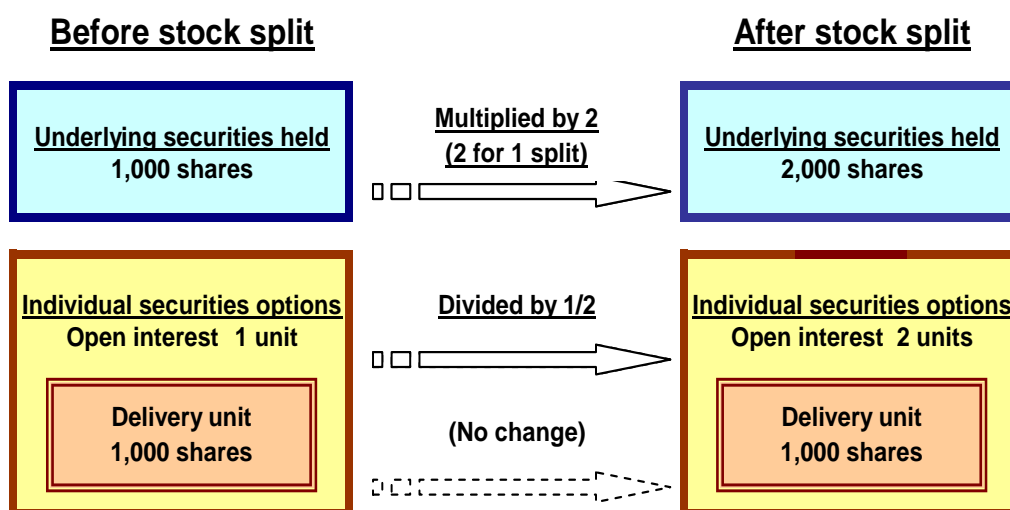 Before stock split
After stock split
Underlying securities held
1,000 shares
Multiplied by 2
(2 for 1 split)
Underlying securities held
2,000 shares
Individual securities options
Open interest 1 unit
Delivery unit
1,000 shares
Divided by 1/2
(No change)
Individual securities options
Open interest 2 units
Delivery unit
1,000 shares